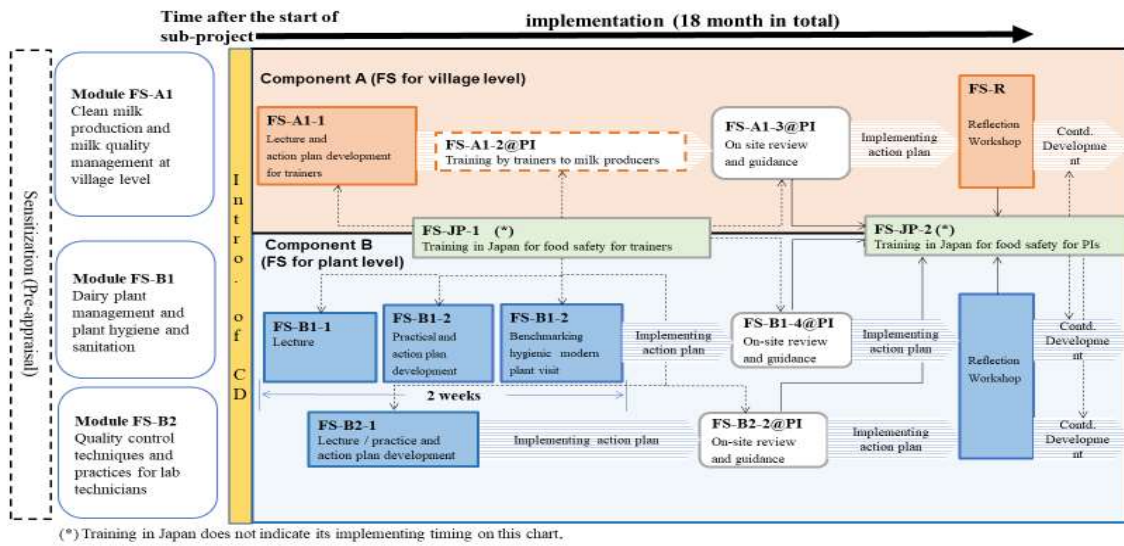 Time after the start of
sub-project
implementation (18 month in total)
Sensitization (Pre-appraisal)
Module FS-A1
Clean milk
production and
milk quality
management at
village level
Module FS-B1
Dairy plant
management and
plant hygiene and
sanitation
Module FS-B2
Quality control
techniques and
practices for lab
technicians
Intro. of CD
Component A (FS for village level)
FS-A1-1
Lecture and
action plan development
for trainers
FS-A1-2@PI
Training by trainers to milk producers
FS-A1-3@PI
On site review
and guidance
Implementing
action plan
FS-R
Reflection
Workshop
Contd.
Developmen
t
FS-JP-1 (*)
Training in Japan for food safety for trainers
FS-JP-2 (*)
Training in Japan for food safety for PIs
Component B
(FS for plant level)
FS-B1-1
Lecture
FS-B1-2
Practical and
action plan
development
FS-B1-2
Benchmarking
hygienic modern
plant visit
Implementing
action plan
FS-B1-4@PI
On-site review
and guidance
Implementing
action plan
Reflection
Workshop
Contd.
Developme
nt
2 weeks
FS-B2-1
Lecture / practice and
action plan development
Implementing action plan
FS-B2-2@PI
On-site review
and guidance
Implementing
action plan
Contd.
Developme
nt
(*) Training in Japan does not indicate its implementing timing on this chart.